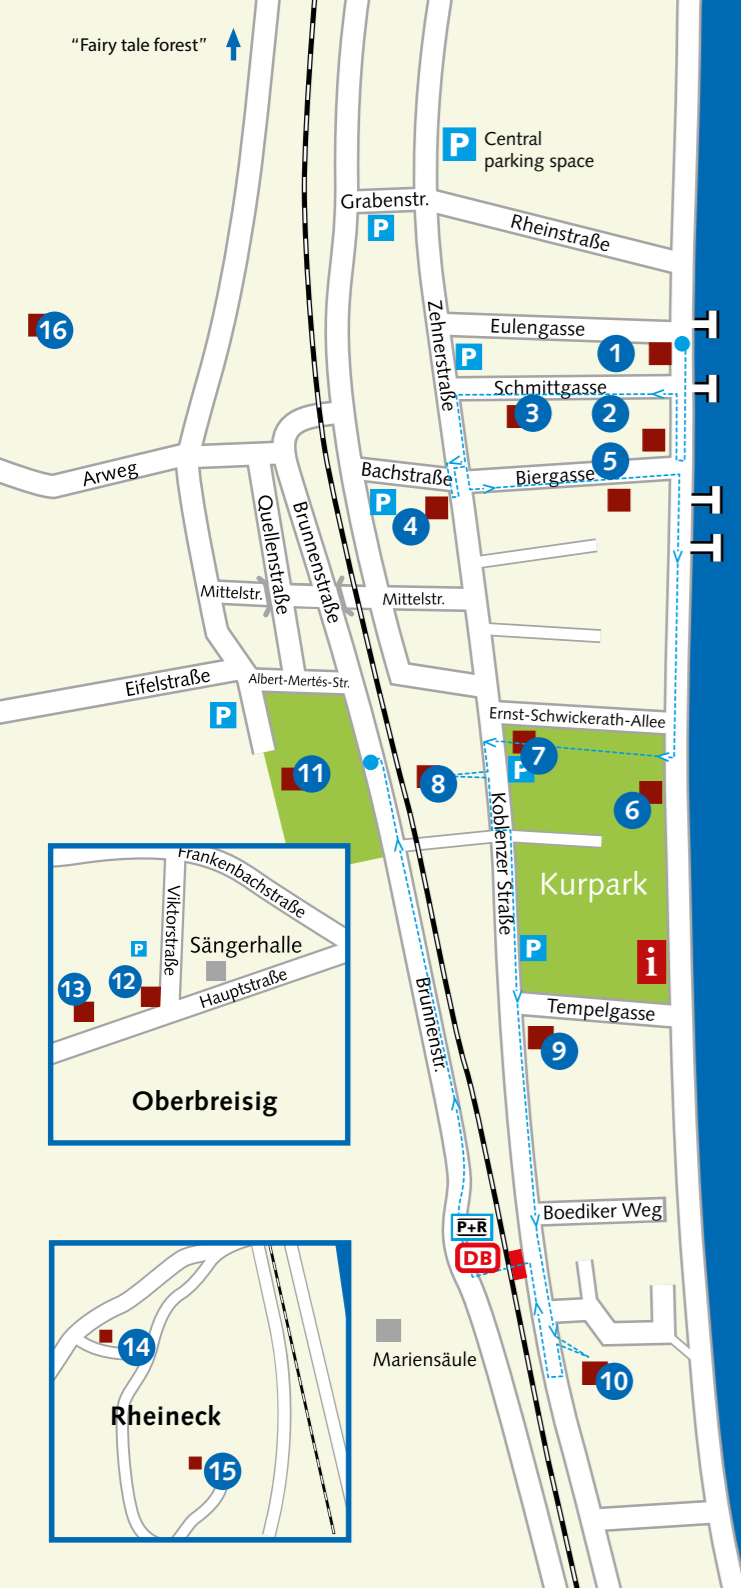 “Fairy tale forest”
P
Central
parking space
Grabenstr.
P
Rheinstraße
Zehnerstraße
Eulengasse
16
P
1
Schmittgasse
3
2
Arweg
Bachstraße
5
Biergasse
P
4
Quellenstraße
Brunnenstraße
Mittelstr.
Mittelstr.
Eifelstraße
Albert-Mertés-Str.
P
Ernst-Schwickerath-Allee
7
P
11
8
6
Koblenzer Straße
Kurpark
P
i
Frankenbachstraße
Viktorstraße
P
Sängerhalle
13
12
Hauptstraße
Oberbreisig
Brunnenstr.
Tempelgasse
9
P+R
DB
Boediker Weg
Mariensäule
10
14
Rheineck
15